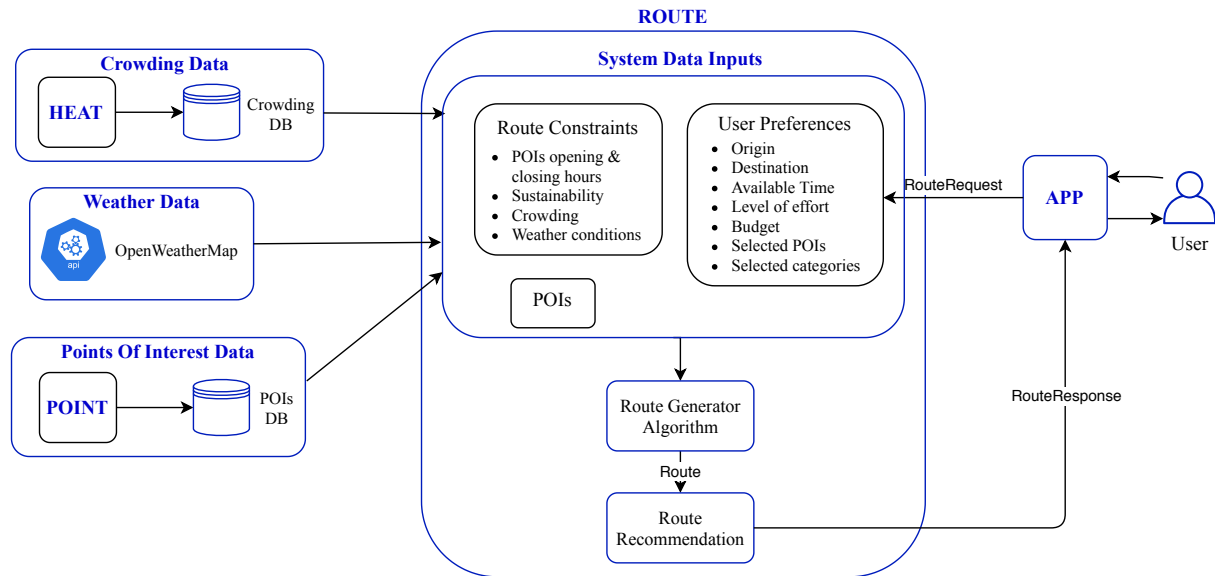 ROUTE
Crowding Data
HEAT
Crowding
DB
Weather Data
api
OpenWeatherMap
Points Of Interest Data
POINT
POIs
DB
System Data Inputs
Route Constraints
• POIs opening &
closing hours
• Sustainability
• Crowding
• Weather conditions
User Preferences
• Origin
• Destination
• Available Time
• Level of effort
• Budget
• Selected POIs
• Selected categories
POIs
RouteRequest
APP
User
Route Generator
Algorithm
Route
Route
Recommendation
RouteResponse